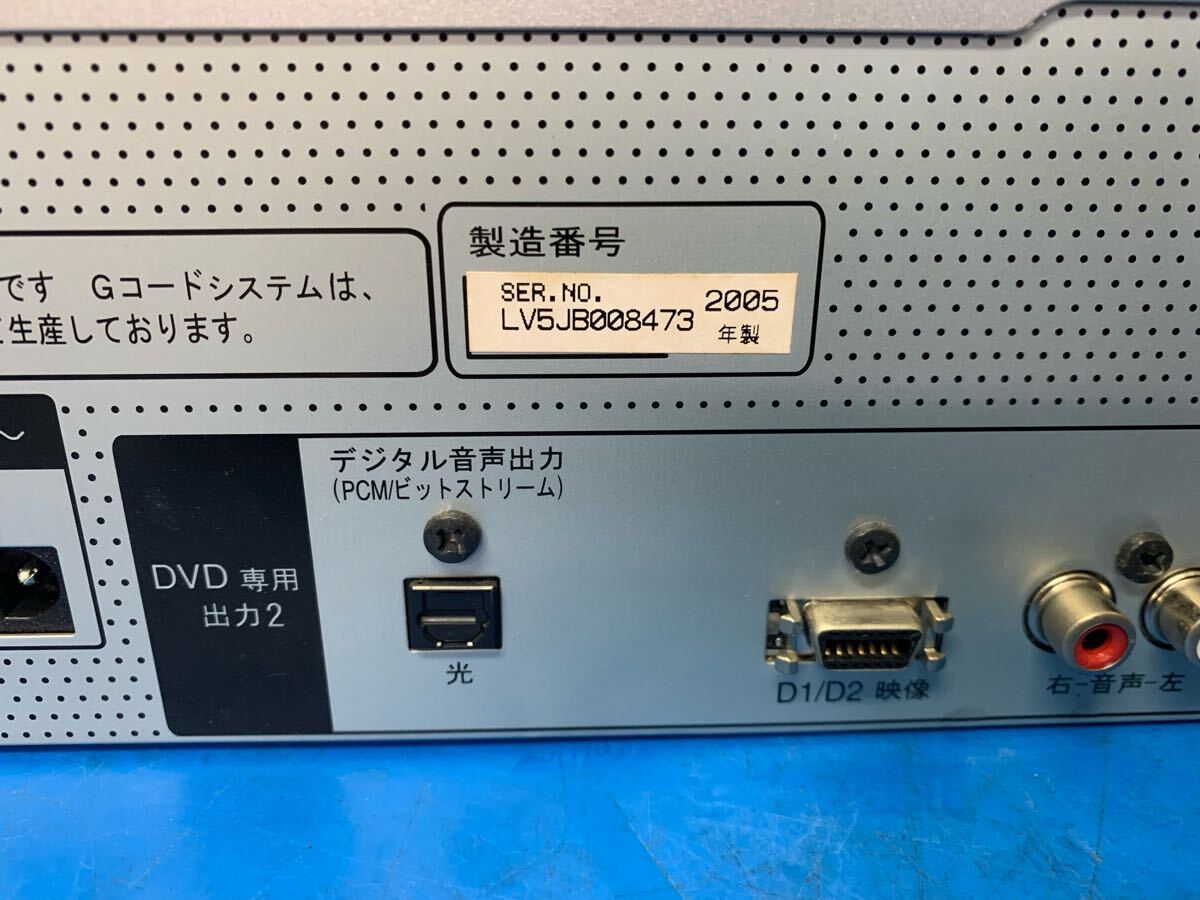 です Gコードシステムは、
生産しております。
製造番号
SER.NO.
LV5JB008473
2005
年製
デジタル音声出力
(PCM/ビットストリーム)
DVD 専用
出力2
光
D1/D2 映像
右-音声-左